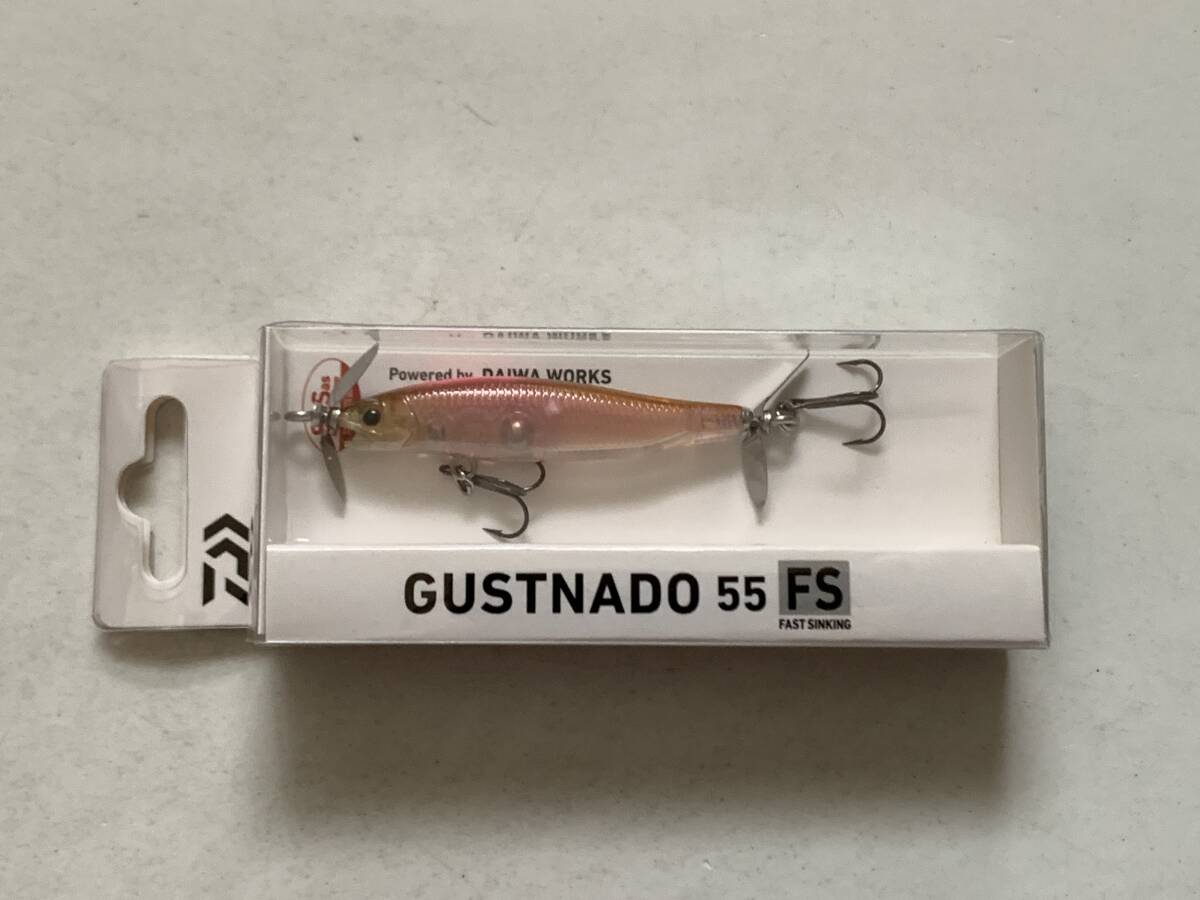 Powered by DAIWA WORKS
GUSTNADO 55 FS
FAST SINKING